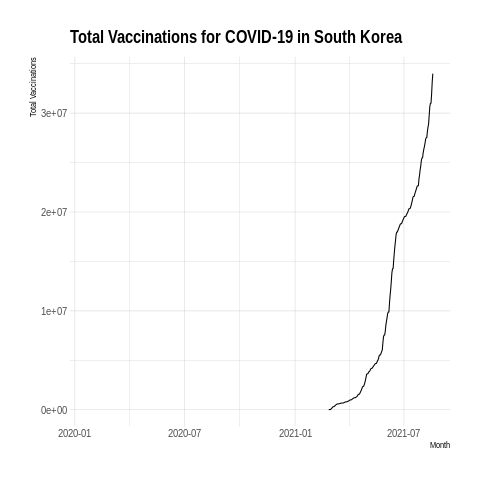 Total Vaccinations for COVID-19 in South Korea
Total Vaccinations
3e+07
2e+07
1e+07
0e+00
2020-01 2020-07 2021-01 2021-07
Month